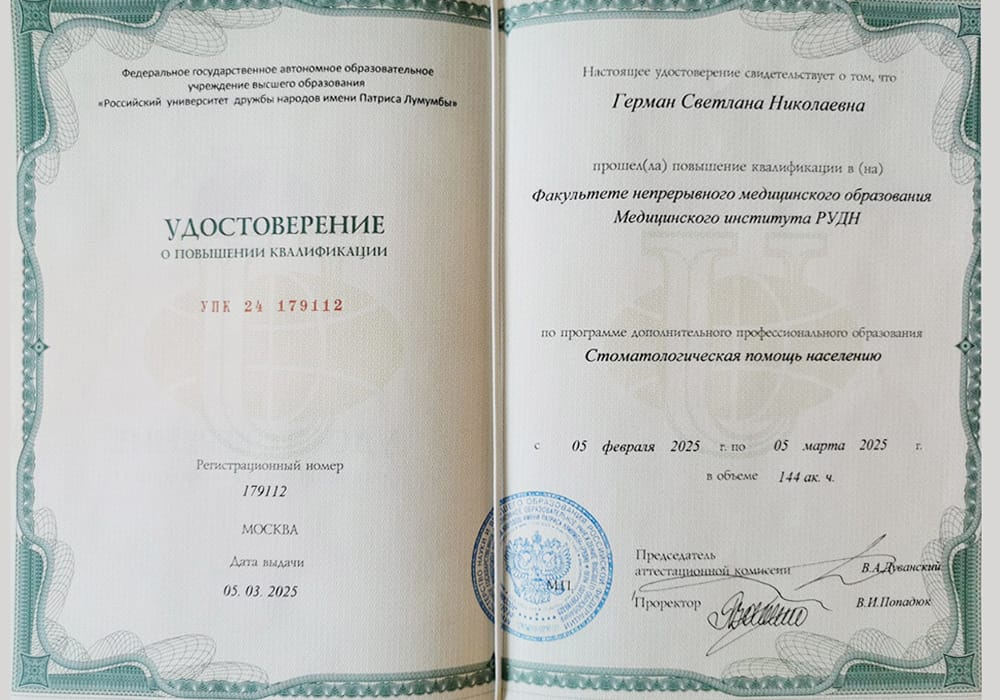 Федеральное государственное автономное образовательное
учреждение высшего образования
«Российский университет дружбы народов имени Патриса Лумумбы»
УДОСТОВЕРЕНИЕ
О ПОВЫШЕНИИ КВАЛИФИКАЦИИ
УПК 24 179112
Регистрационный номер
179112
МОСКВА
Дата выдачи
05. 03. 2025
Настоящее удостоверение свидетельствует о том, что
Герман Светлана Николаевна
прошел(ла) повышение квалификации в (на)
Факультете непрерывного медицинского образования
Медицинского института РУДН
по программе дополнительного профессионального образования
Стоматологическая помощь населению
с 05 февраля 2025 г. по 05 марта 2025 г.
в объеме 144 ак. ч.
МП
Председатель
аттестационной комиссии В.А.Дуванский
Проректор В.И.Попадюк